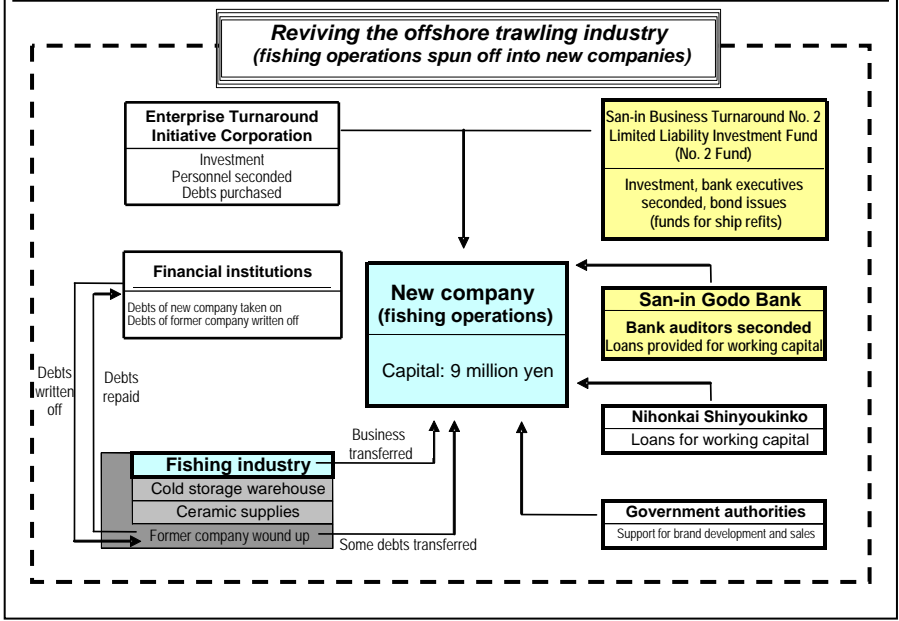 Reviving the offshore trawling industry
(fishing operations spun off into new companies)
Enterprise Turnaround
Initiative Corporation
Investment
Personnel seconded
Debts purchased
San-in Business Turnaround No. 2
Limited Liability Investment Fund
(No. 2 Fund)
Investment, bank executives
seconded, bond issues
(funds for ship refits)
Financial institutions
Debts of new company taken on
Debts of former company written off
New company
(fishing operations)
Capital: 9 million yen
San-in Godo Bank
Bank auditors seconded
Loans provided for working capital
Debts
written
off
Debts
repaid
Nihonkai Shinyoukinko
Loans for working capital
Business
transferred
Fishing industry
Cold storage warehouse
Ceramic supplies
Former company wound up
Some debts transferred
Government authorities
Support for brand development and sales